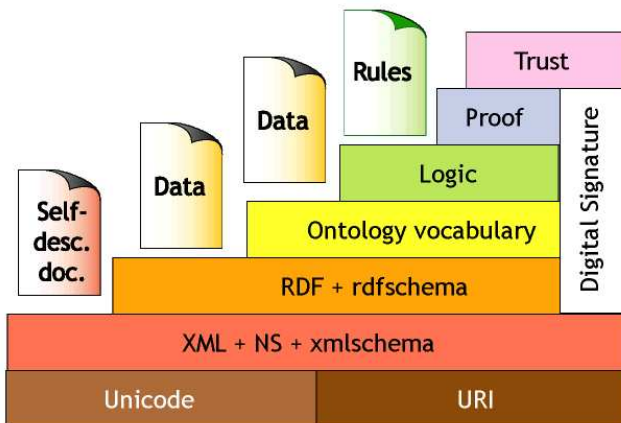 Rules
Trust
Data
Proof
Data
Logic
Self-
desc.
doc.
Ontology vocabulary
Digital Signature
RDF + rdfschema
XML + NS + xmlschema
Unicode
URI